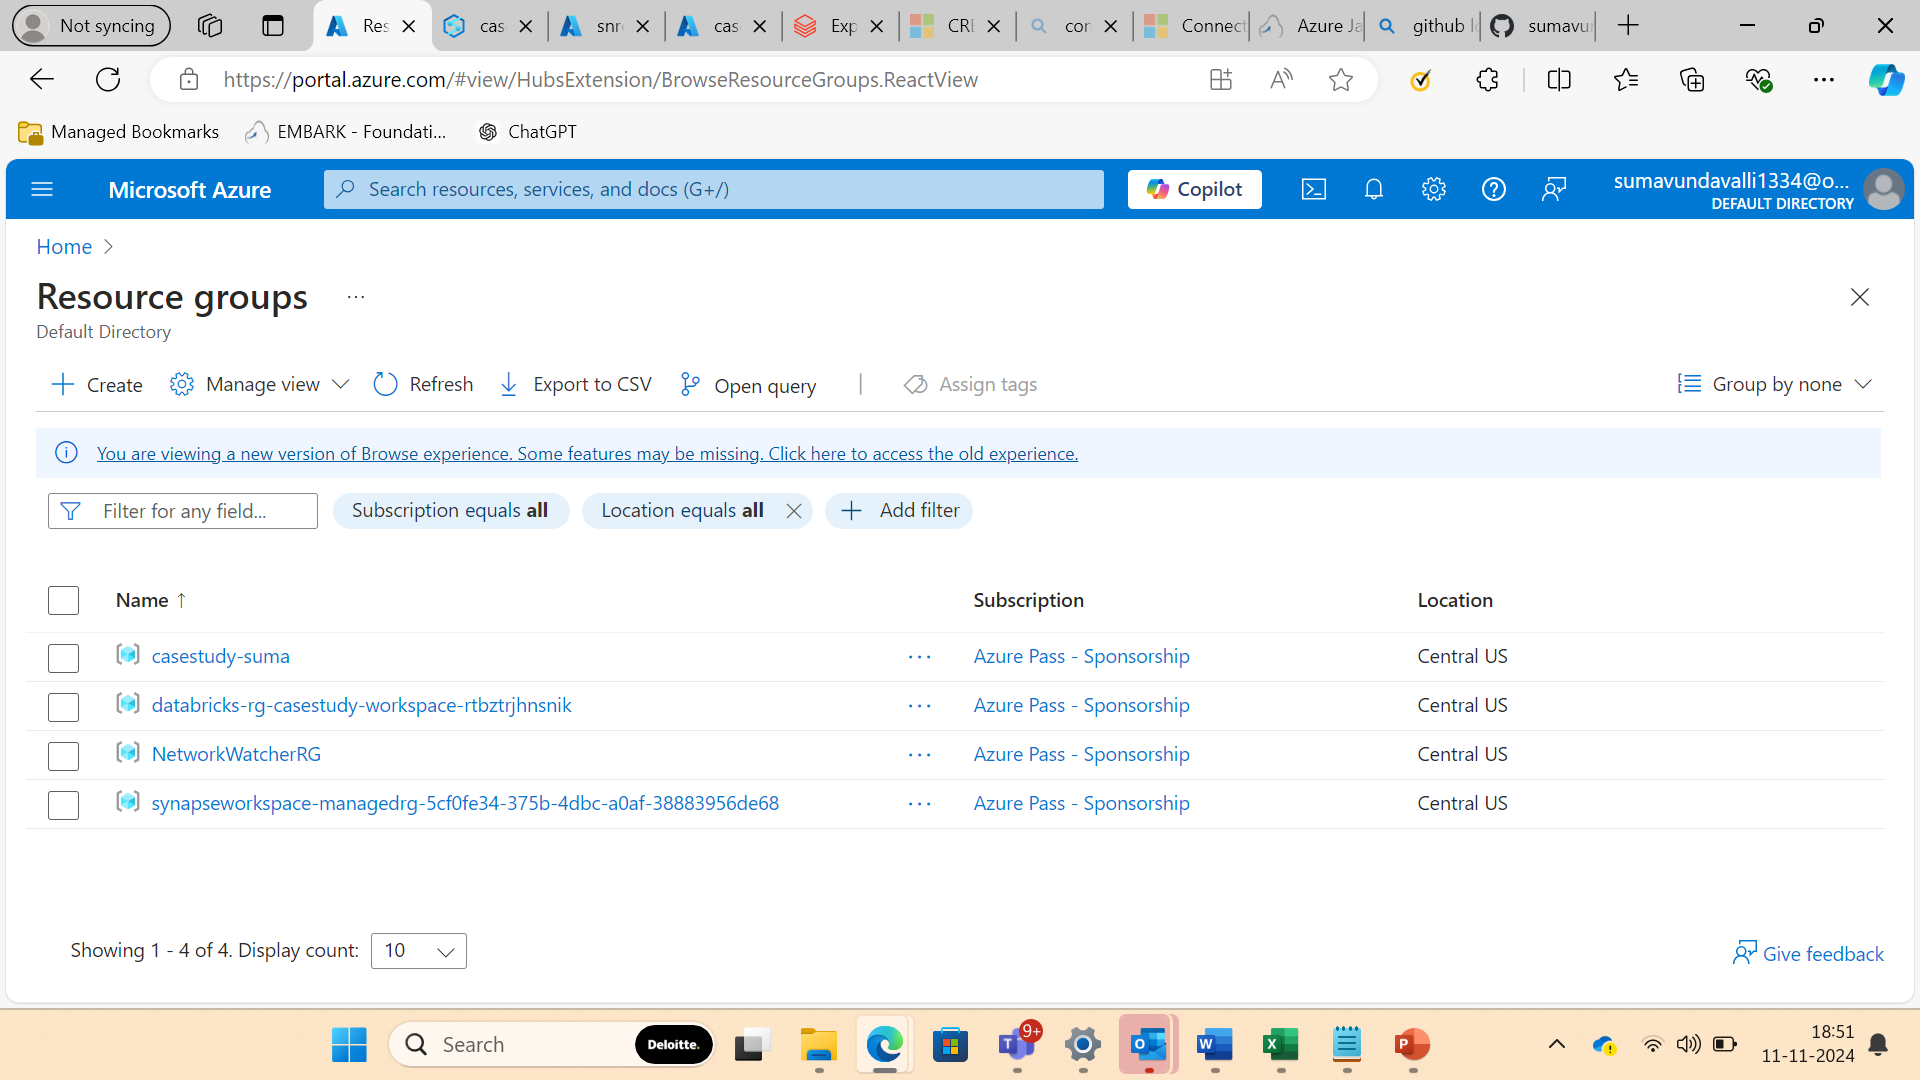 Not syncing
Res
cas
snr
cas
Exp
CRE
con
Connect
Azure Ja
github lo
sumavun
https://portal.azure.com/#view/HubsExtension/BrowseResourceGroups.ReactView
Managed Bookmarks
EMBARK - Foundati...
ChatGPT
Microsoft Azure
Search resources, services, and docs (G+/)
Copilot
sumavundavalli1334@o...
DEFAULT DIRECTORY
Home
Resource groups
Default Directory
Create
Manage view
Refresh
Export to CSV
Open query
Assign tags
Group by none
You are viewing a new version of Browse experience. Some features may be missing. Click here to access the old experience.
Filter for any field...
Subscription equals all
Location equals all
Add filter
Name ↑ Subscription Location
casestudy-suma ... Azure Pass - Sponsorship Central US
databricks-rg-casestudy-workspace-rtbztrjhnsnik ... Azure Pass - Sponsorship Central US
NetworkWatcherRG ... Azure Pass - Sponsorship Central US
synapseworkspace-managedrg-5cf0fe34-375b-4dbc-a0af-38883956de68 ... Azure Pass - Sponsorship Central US
Showing 1 - 4 of 4. Display count: 10
Give feedback
Search
Deloitte.
9+
18:51
11-11-2024